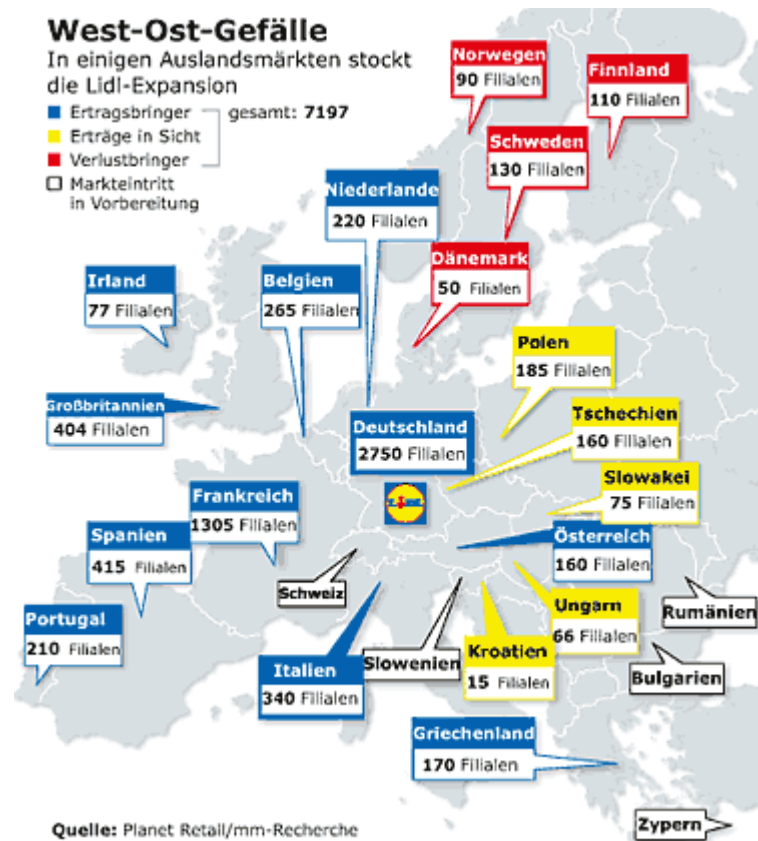 West-Ost-Gefälle
In einigen Auslandsmärkten stockt
die Lidl-Expansion
Ertragsbringer
gesamt: 7197
Erträge in Sicht
Verlustbringer
Markteintritt
in Vorbereitung
Norwegen
90 Filialen
Finnland
110 Filialen
Schweden
130 Filialen
Niederlande
220 Filialen
Dänemark
50 Filialen
Irland
77 Filialen
Belgien
265 Filialen
Polen
185 Filialen
Großbritannien
404 Filialen
Deutschland
2750 Filialen
Tschechien
160 Filialen
Slowakei
75 Filialen
Frankreich
1305 Filialen
LIDL
Spanien
415 Filialen
Österreich
160 Filialen
Schweiz
Portugal
210 Filialen
Ungarn
66 Filialen
Rumänien
Italien
340 Filialen
Slowenien
Kroatien
15 Filialen
Bulgarien
Griechenland
170 Filialen
Zypern
Quelle: Planet Retail/mm-Recherche